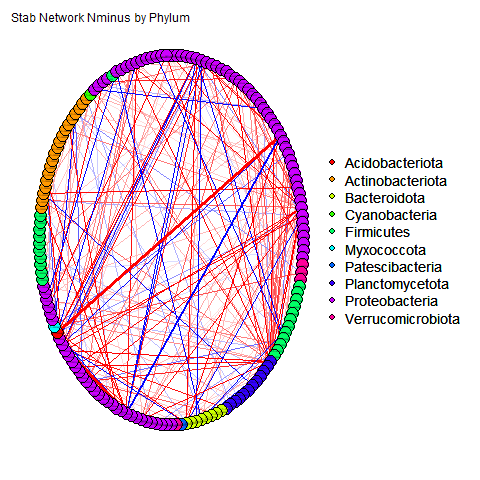 Stab Network Nminus by Phylum
Acidobacteriota
Actinobacteriota
Bacteroidota
Cyanobacteria
Firmicutes
Myxococcota
Patescibacteria
Planctomycetota
Proteobacteria
Verrucomicrobiota